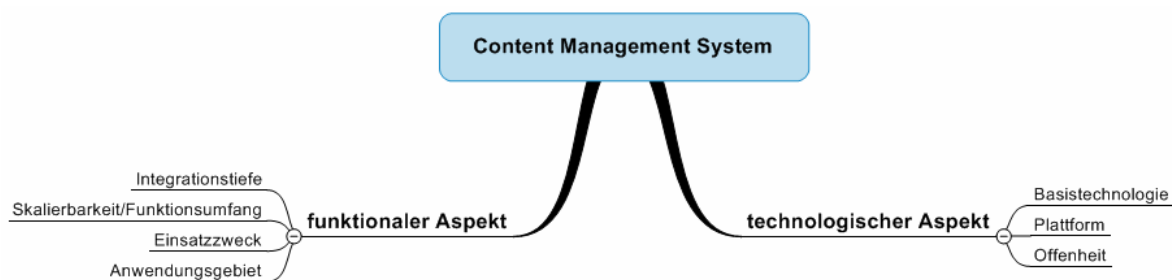 Content Management System
Integrationstiefe
Skalierbarkeit/Funktionsumfang
funktionaler Aspekt
Einsatzzweck
Anwendungsgebiet
technologischer Aspekt
Basistechnologie
Plattform
Offenheit